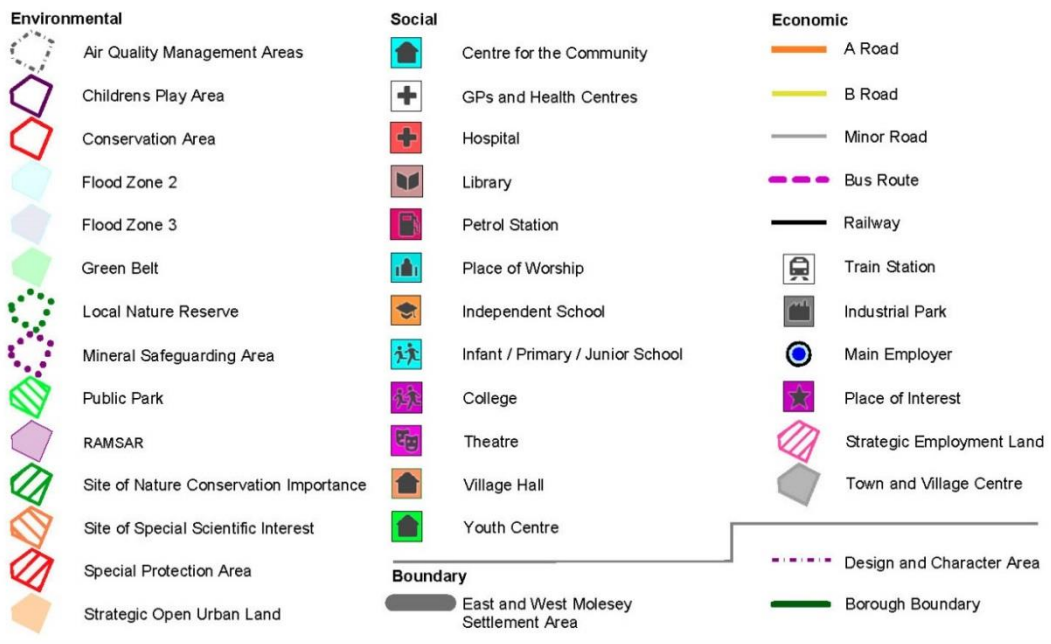 Environmental
Air Quality Management Areas
Childrens Play Area
Conservation Area
Flood Zone 2
Flood Zone 3
Green Belt
Local Nature Reserve
Mineral Safeguarding Area
Public Park
RAMSAR
Site of Nature Conservation Importance
Site of Special Scientific Interest
Special Protection Area
Strategic Open Urban Land
Social
Centre for the Community
GPs and Health Centres
Hospital
Library
Petrol Station
Place of Worship
Independent School
Infant / Primary / Junior School
College
Theatre
Village Hall
Youth Centre
Boundary
East and West Molesey
Settlement Area
Economic
A Road
B Road
Minor Road
Bus Route
Railway
Train Station
Industrial Park
Main Employer
Place of Interest
Strategic Employment Land
Town and Village Centre
Design and Character Area
Borough Boundary